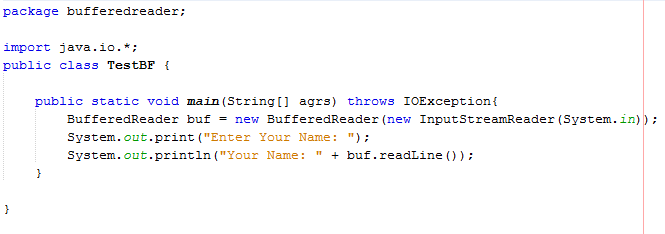 package bufferedreader;
import java.io.*;
public class TestBF {
public static void main(String[] agrs) throws IOException{
BufferedReader buf = new BufferedReader(new InputStreamReader(System.in));
System.out.print("Enter Your Name: ");
System.out.println("Your Name: " + buf.readLine());
}
}